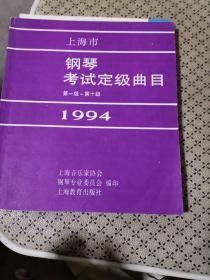 上海市
钢琴
考试定级曲目
第一级~第十级
1994
上海音乐家协会
钢琴专业委员会 编印
上海教育出版社